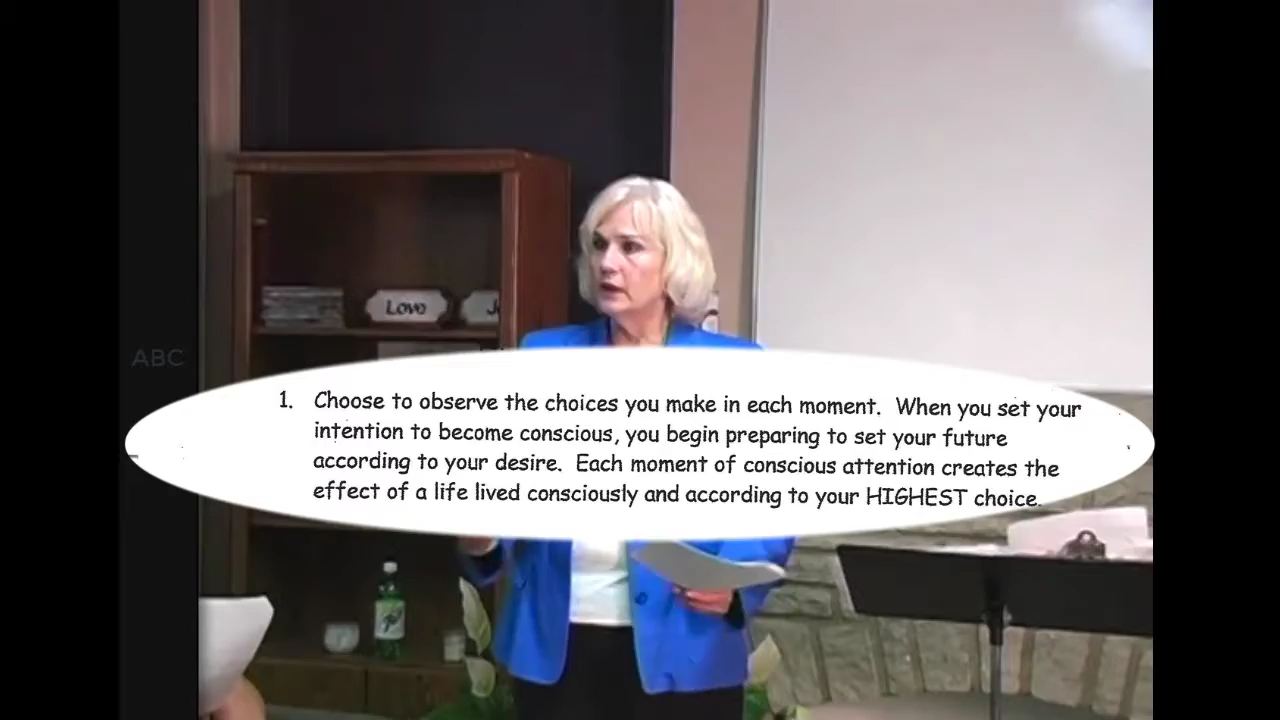 Love
ABC
1. Choose to observe the choices you make in each moment. When you set your
intention to become conscious, you begin preparing to set your future
according to your desire. Each moment of conscious attention creates the
effect of a life lived consciously and according to your HIGHEST choice.